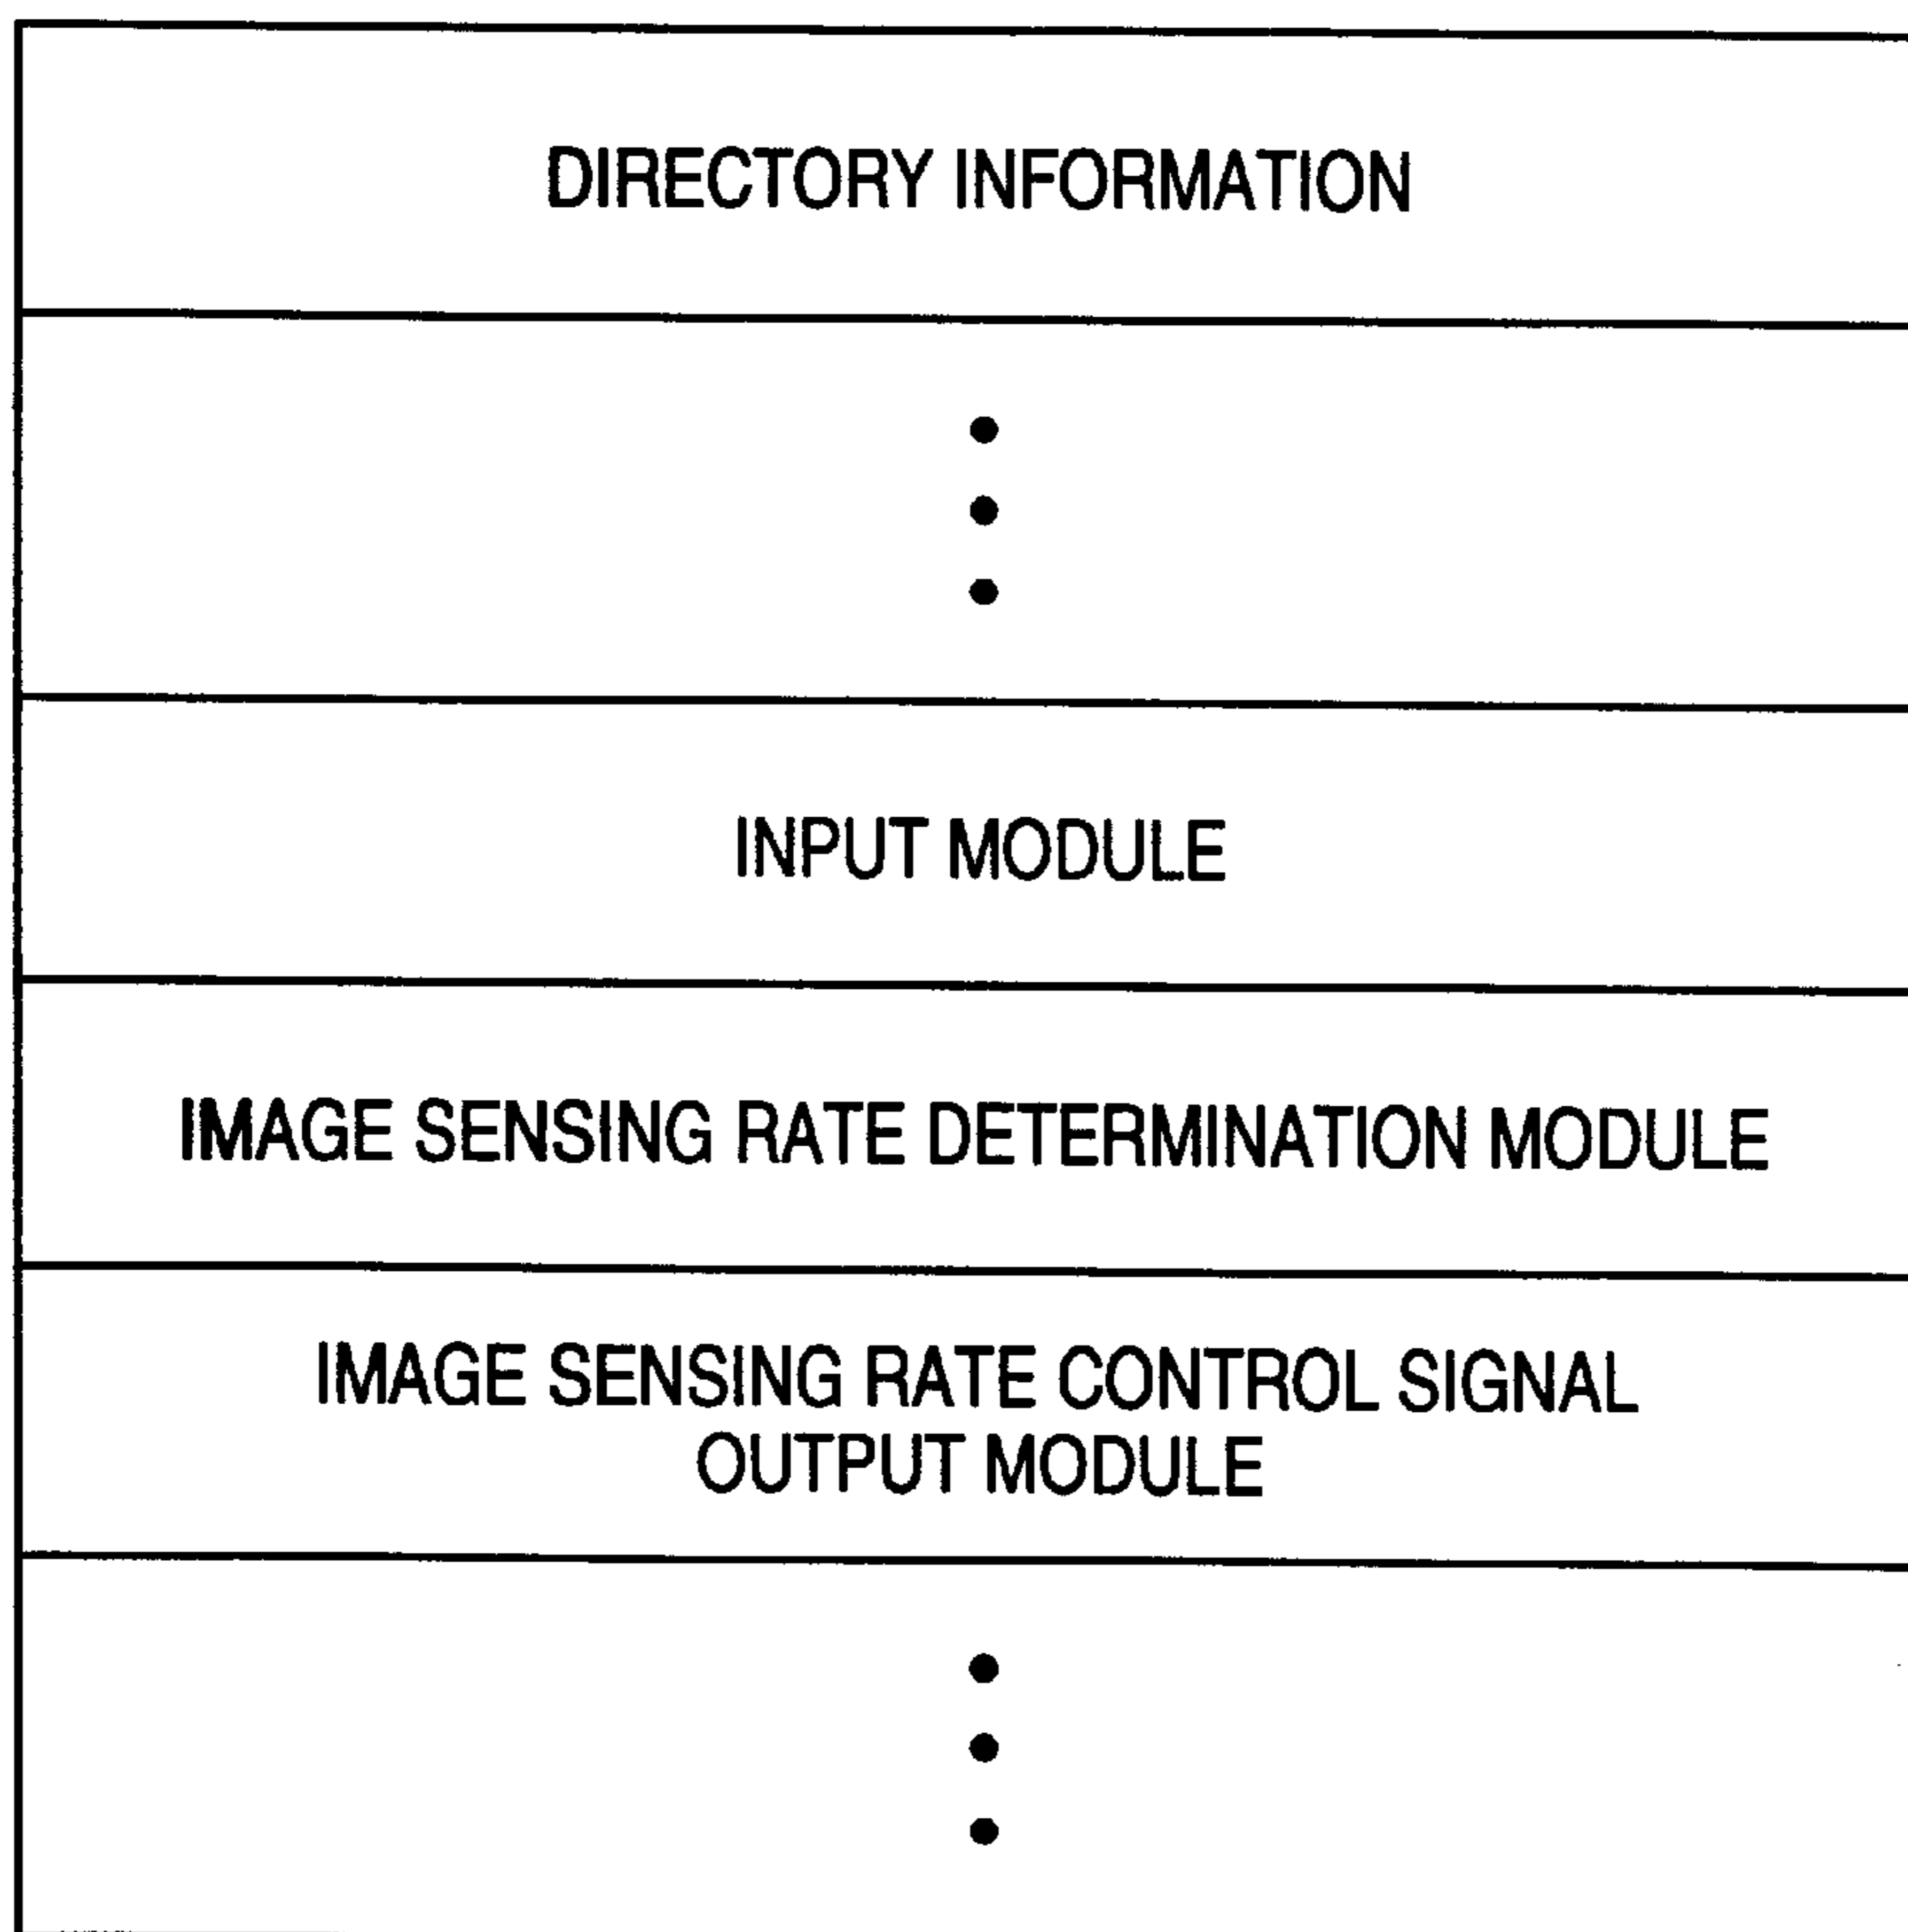 DIRECTORY INFORMATION
INPUT MODULE
IMAGE SENSING RATE DETERMINATION MODULE
IMAGE SENSING RATE CONTROL SIGNAL
OUTPUT MODULE